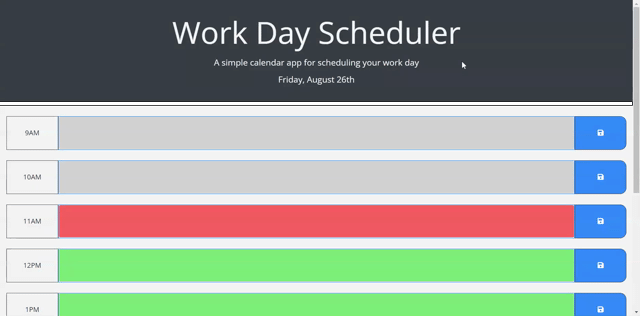 Work Day Scheduler
A simple calendar app for scheduling your work day
Friday, August 26th
9AM
10AM
11AM
12PM
1PM